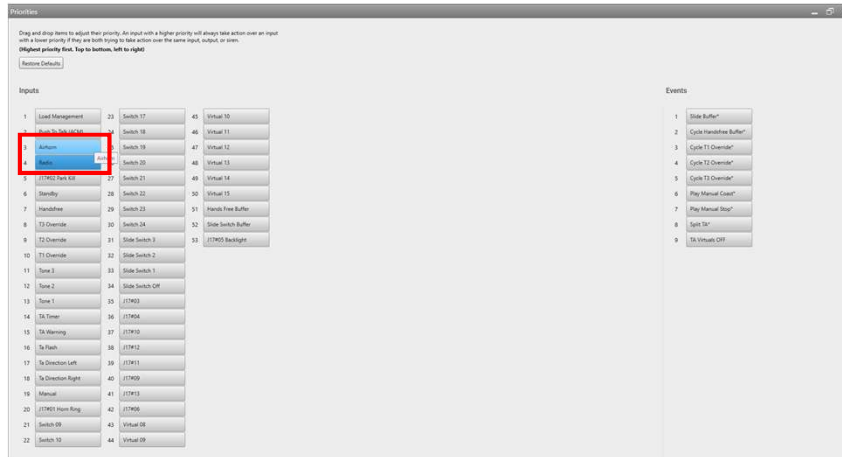 Priorities
Drag and drop items to adjust their priority. An input with a higher priority will always take action over an input
with a lower priority if they are both trying to take action over the same input, output, or siren.
(Highest priority first. Top to bottom, left to right)
Restore Defaults
Inputs
1 Load Management
2 Push To Talk (ACM)
3 Airhorn
4 Radio
5 J17#02 Park Kill
6 Standby
7 Handsfree
8 T3 Override
9 T2 Override
10 T1 Override
11 Tone 3
12 Tone 2
13 Tone 1
14 TA Timer
15 TA Warning
16 Ta Flash
17 Ta Direction Left
18 Ta Direction Right
19 Manual
20 J17#01 Horn Ring
21 Switch 09
22 Switch 10
23 Switch 17
24 Switch 18
Switch 19
Switch 20
27 Switch 21
28 Switch 22
29 Switch 23
30 Switch 24
31 Slide Switch 3
32 Slide Switch 2
33 Slide Switch 1
34 Slide Switch Off
35 J17#03
36 J17#04
37 J17#10
38 J17#12
39 J17#11
40 J17#09
41 J17#13
42 J17#06
43 Virtual 08
44 Virtual 09
45 Virtual 10
46 Virtual 11
47 Virtual 12
48 Virtual 13
49 Virtual 14
50 Virtual 15
51 Hands Free Buffer
52 Slide Switch Buffer
53 J17#05 Backlight
Events
1 Slide Buffer*
2 Cycle Handsfree Buffer*
3 Cycle T1 Override*
4 Cycle T2 Override*
5 Cycle T3 Override*
6 Play Manual Coast*
7 Play Manual Stop*
8 Split TA*
9 TA Virtuals OFF